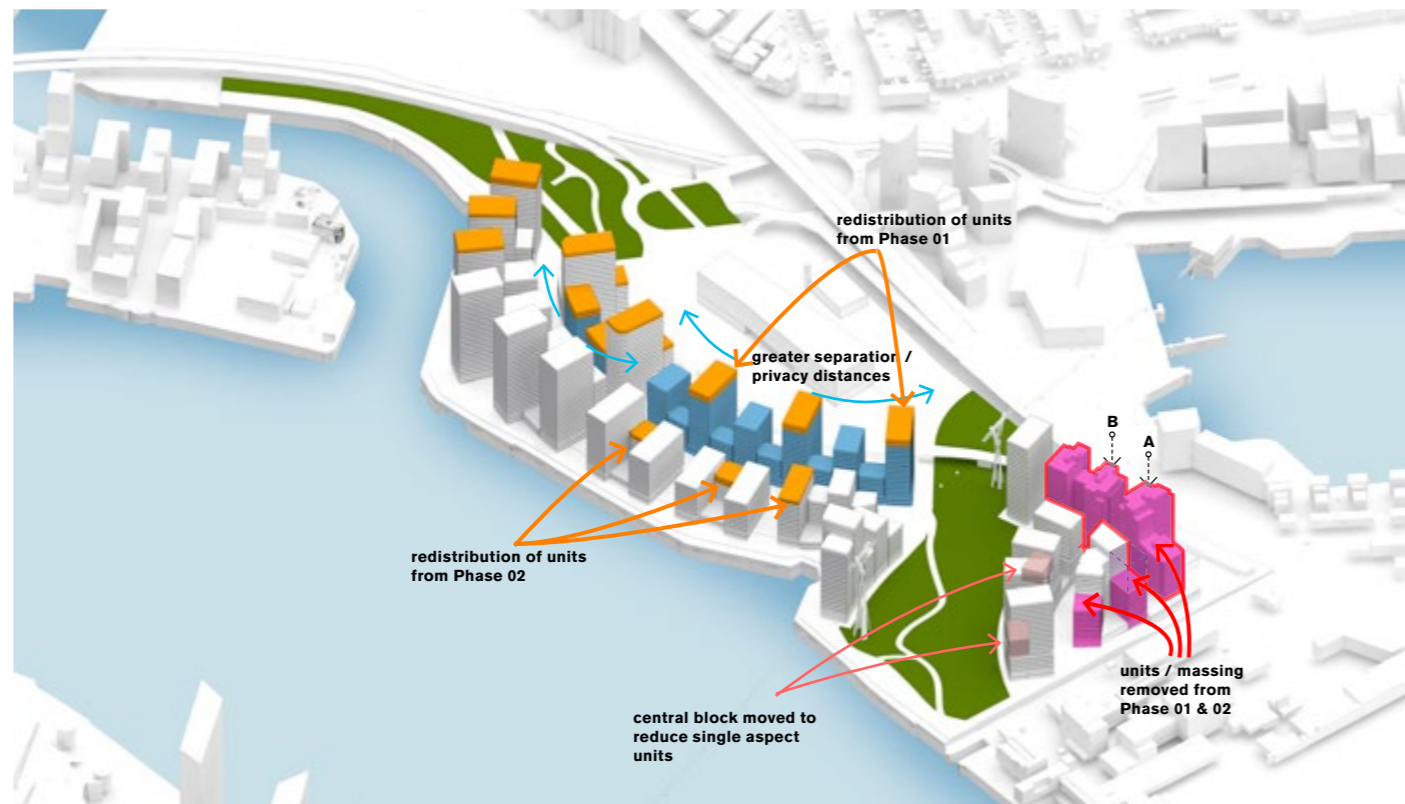 redistribution of units
from Phase 01
greater separation /
privacy distances
B
A
redistribution of units
from Phase 02
units / massing
removed from
Phase 01 & 02
central block moved to
reduce single aspect
units